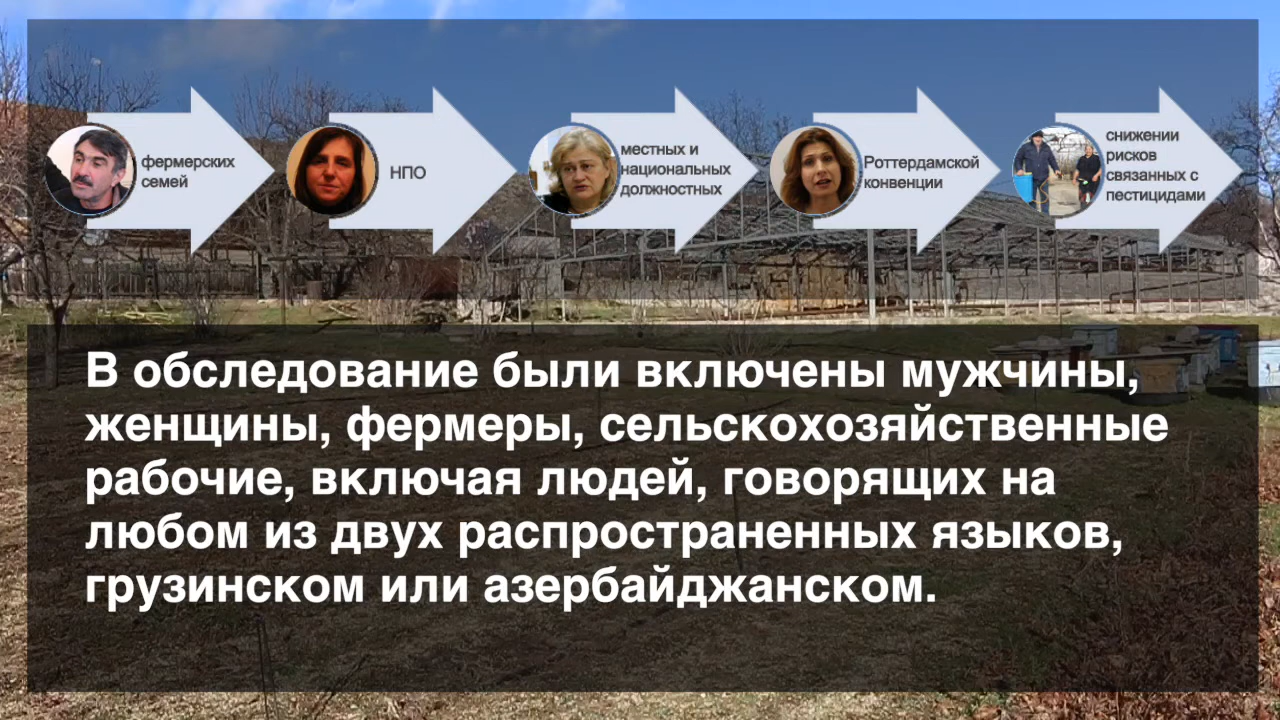 фермерских
семей
НПО
местных и
национальных
должностных
Роттердамской
конвенции
снижении
рисков
связанных с
пестицидами
В обследование были включены мужчины,
женщины, фермеры, сельскохозяйственные
рабочие, включая людей, говорящих на
любом из двух распространенных языков,
грузинском или азербайджанском.